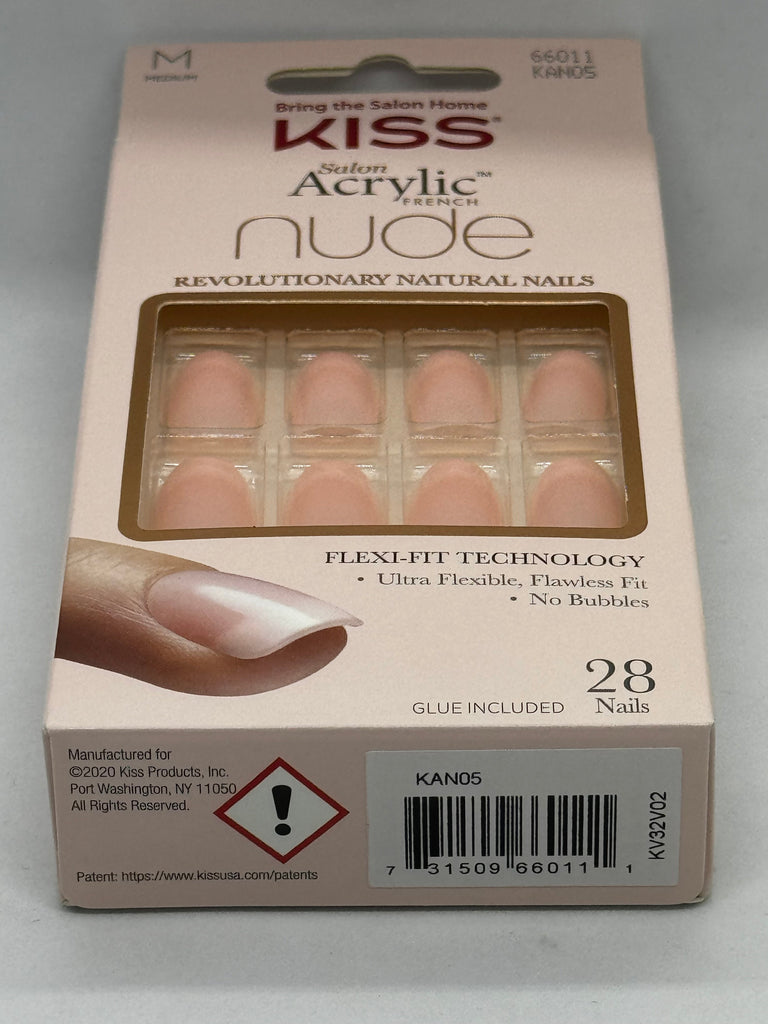 M
MEDIUM
66011
KAN05
Bring the Salon Home
KISS®
Salon
Acrylic™
FRENCH
nude
REVOLUTIONARY NATURAL NAILS
FLEXI-FIT TECHNOLOGY
• Ultra Flexible, Flawless Fit
• No Bubbles
28
Nails
GLUE INCLUDED
Manufactured for
©2020 Kiss Products, Inc.
Port Washington, NY 11050
All Rights Reserved.
!
Patent: https://www.kissusa.com/patents
KAN05
7 31509 66011 1
KV32V02